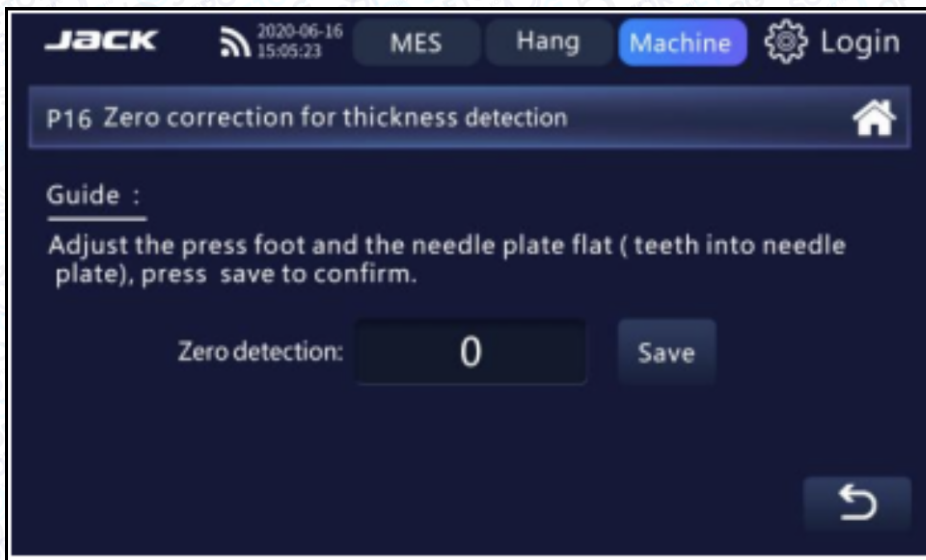 JACK
2020-06-16
15:05:23
MES
Hang
Machine
Login
P16 Zero correction for thickness detection
Guide :
Adjust the press foot and the needle plate flat ( teeth into needle
plate), press save to confirm.
Zero detection:
0
Save